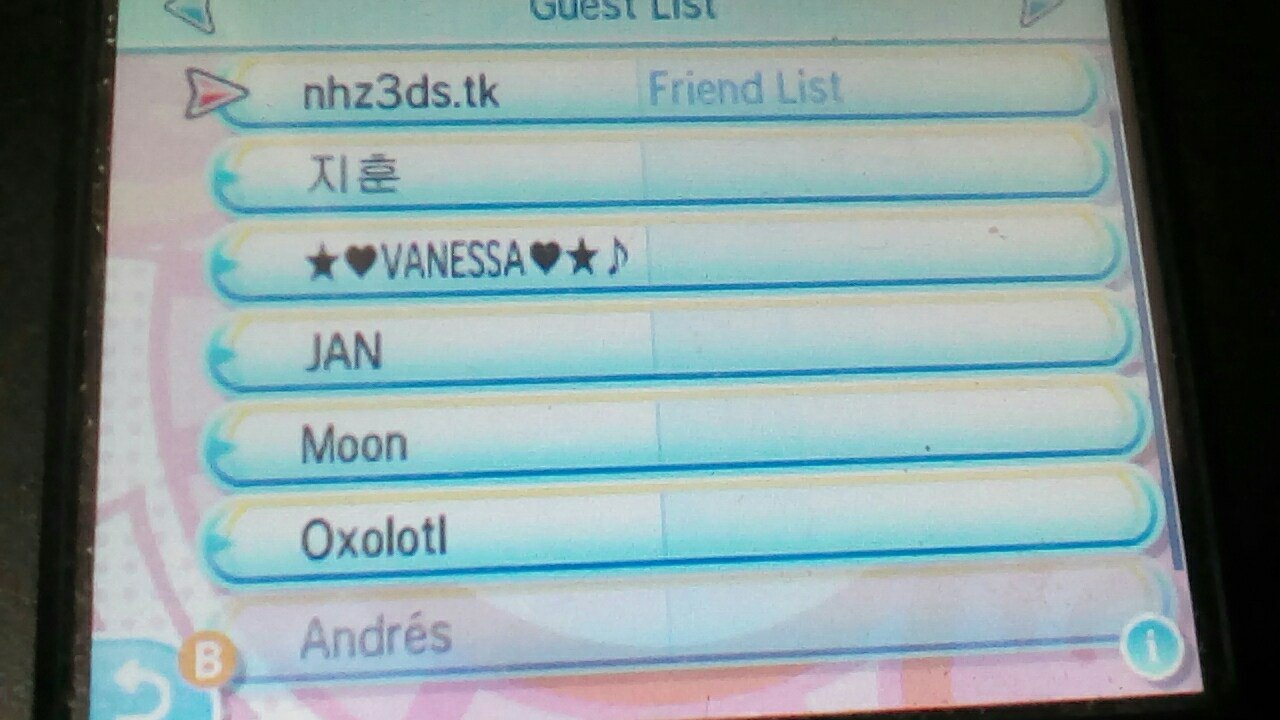 Guest List
nhz3ds.tk Friend List
지훈
★♥VANESSA♥★♪
JAN
Moon
Oxolotl
Andrés
B
i